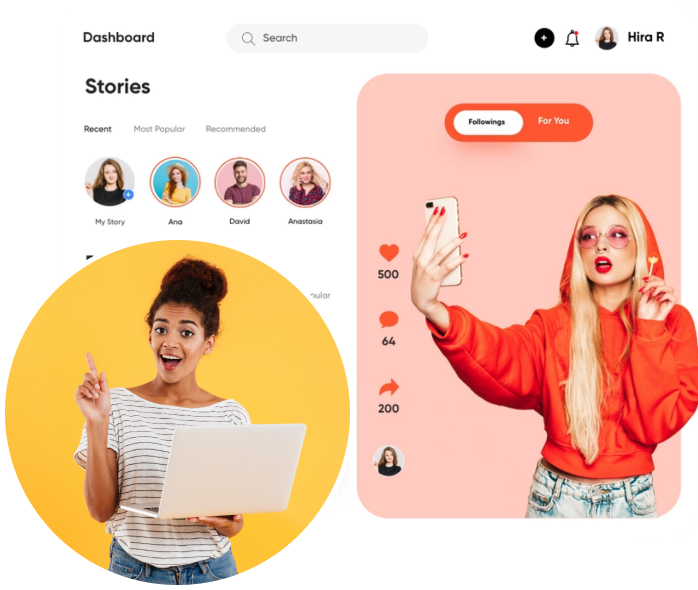 Dashboard
Search
+
Hira R
Stories
Recent Most Popular Recommended
My Story Ana David Anastasia
Followings For You
500
64
200